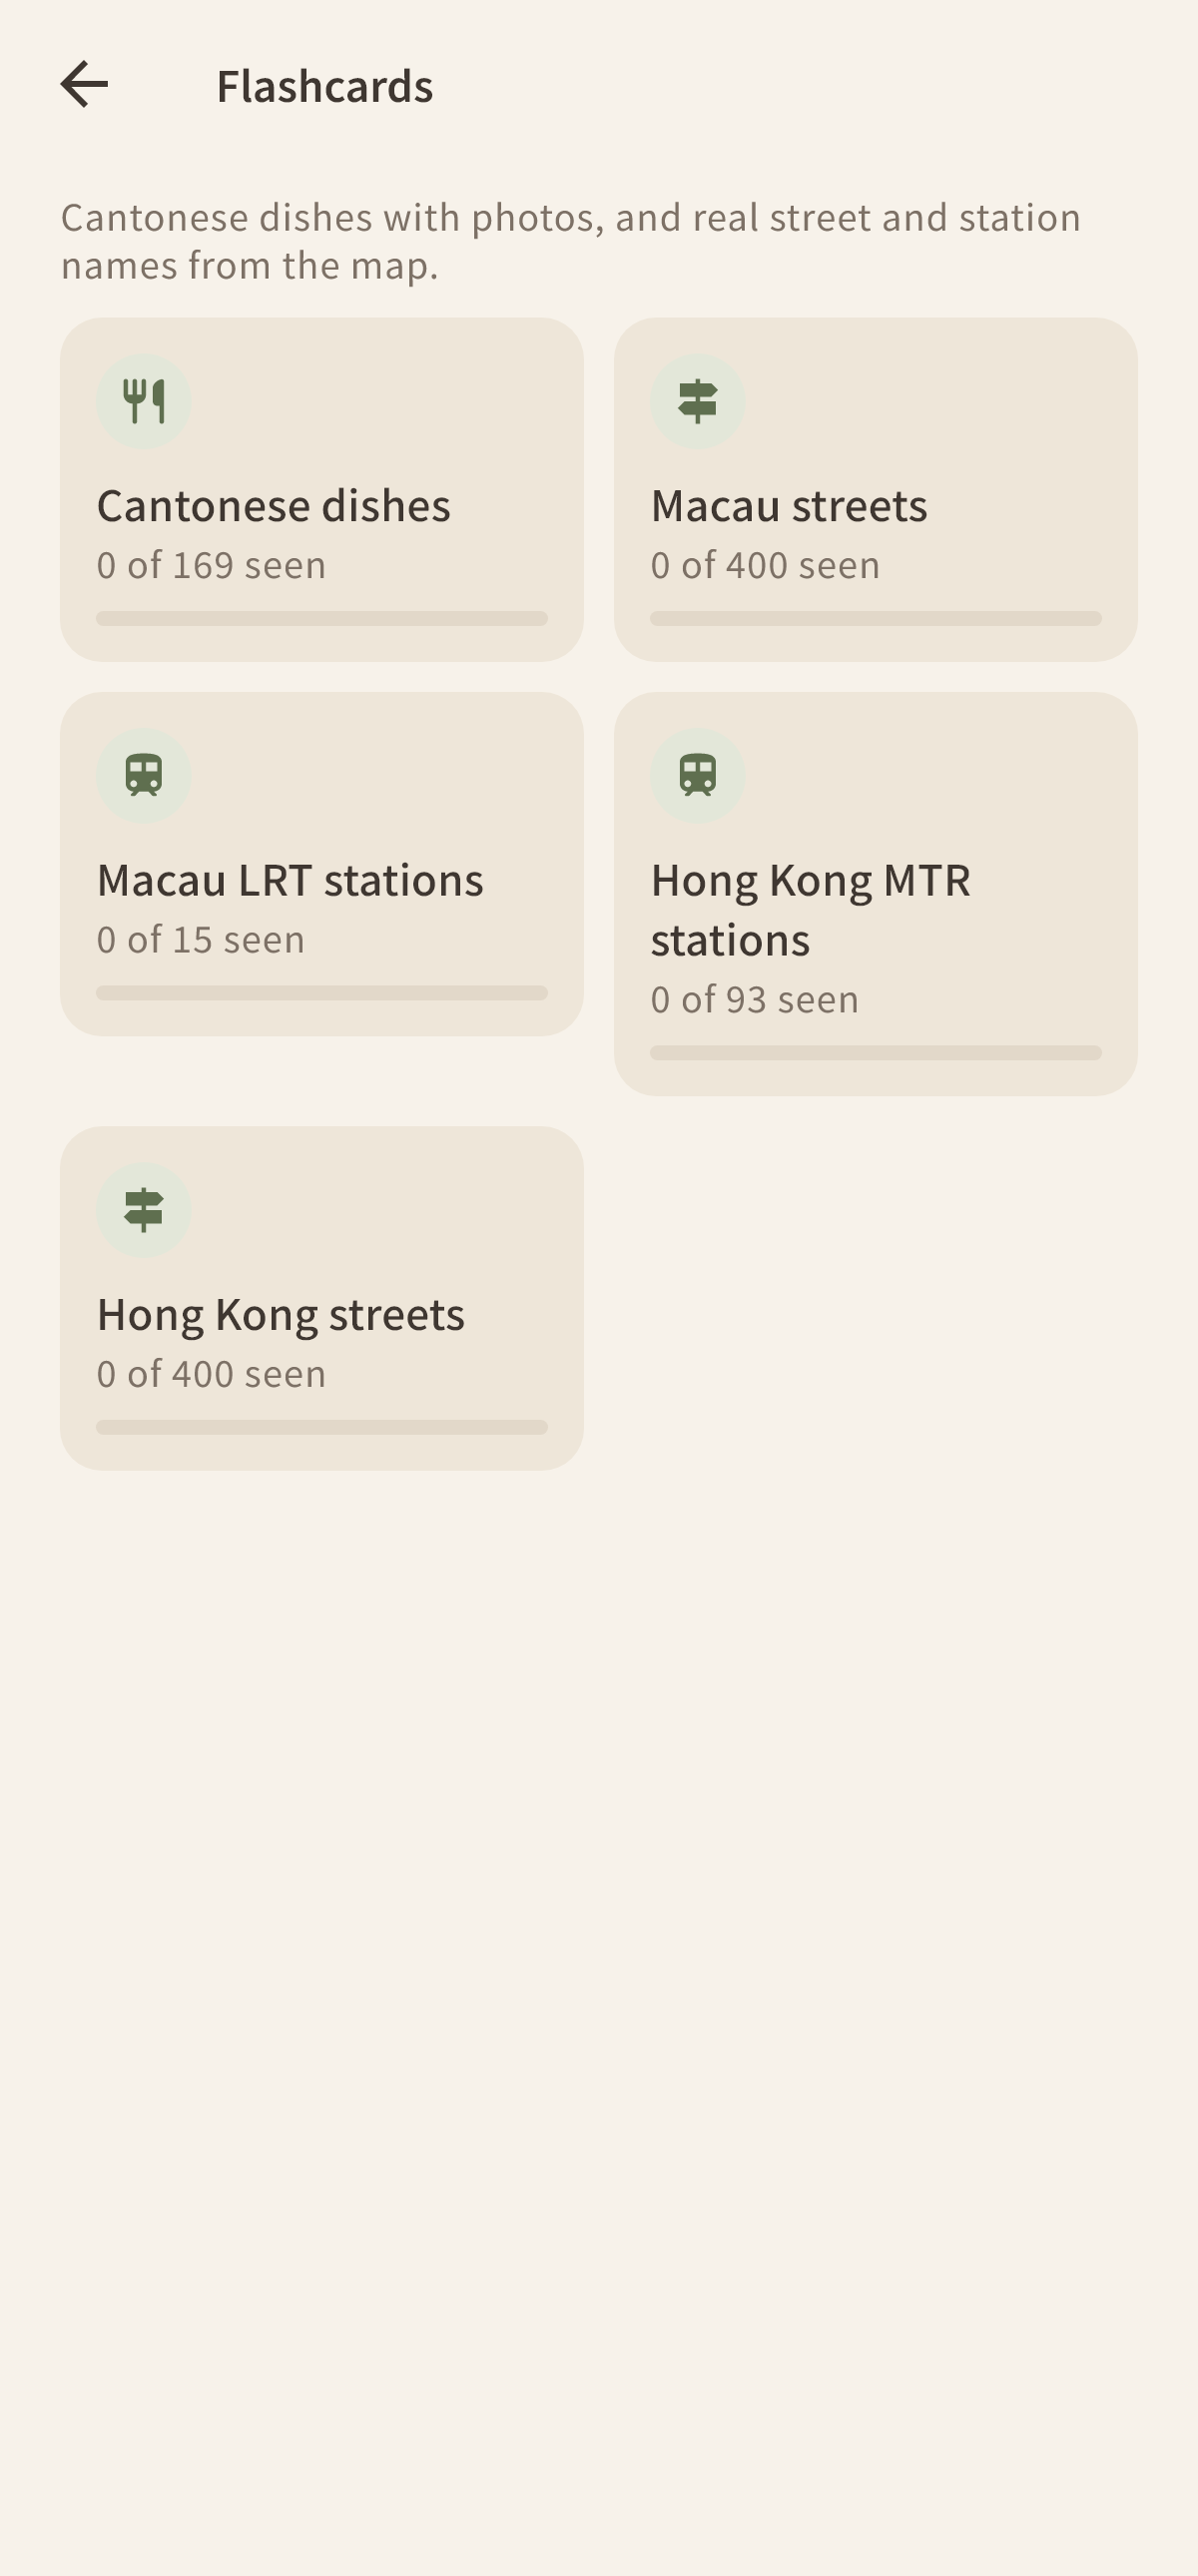 Flashcards
Cantonese dishes with photos, and real street and station
names from the map.
Cantonese dishes
0 of 169 seen
Macau streets
0 of 400 seen
Macau LRT stations
0 of 15 seen
Hong Kong MTR
stations
0 of 93 seen
Hong Kong streets
0 of 400 seen